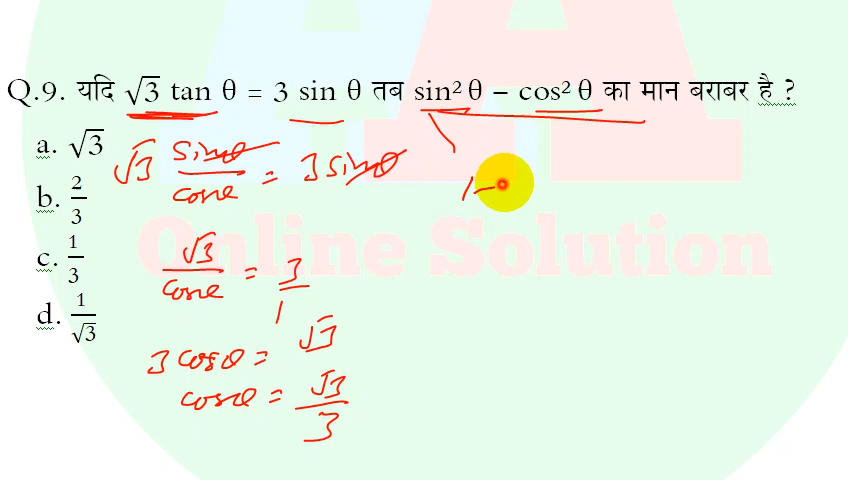 Q.9. यदि √3 tan θ = 3 sin θ तब sin² θ – cos² θ का मान बराबर है ?
a. √3
b. 2/3
c. 1/3
d. 1/√3
√3 sinθ/cosθ = 3 sinθ
1-
√3/cosθ = 3/1
3 cosθ = √3
cosθ = √3/3
Online Solution